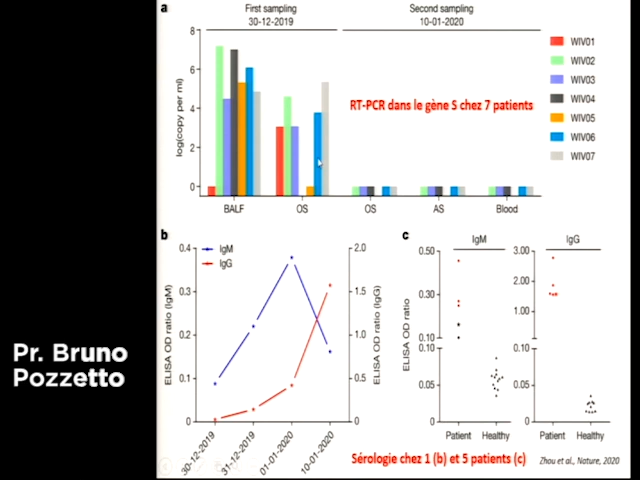 a
First sampling
30-12-2019
Second sampling
10-01-2020
8
6
4
2
0
log(copy per ml)
BALF
OS
OS
AS
Blood
RT-PCR dans le gène S chez 7 patients
WIV01
WIV02
WIV03
WIV04
WIV05
WIV06
WIV07
b
IgM
IgG
0.4
0.3
0.2
0.1
0
ELISA OD ratio (IgM)
2.0
1.5
1.0
0.5
0
ELISA OD ratio (IgG)
30-12-2019
31-12-2019
01-01-2020
10-01-2020
c
IgM
IgG
0.50
0.30
0.10
0.10
0.05
0
ELISA OD ratio
3.00
2.00
1.00
0.10
0.05
0
Patient
Healthy
Patient
Healthy
Sérologie chez 1 (b) et 5 patients (c)
Zhou et al., Nature, 2020
Pr. Bruno
Pozzetto